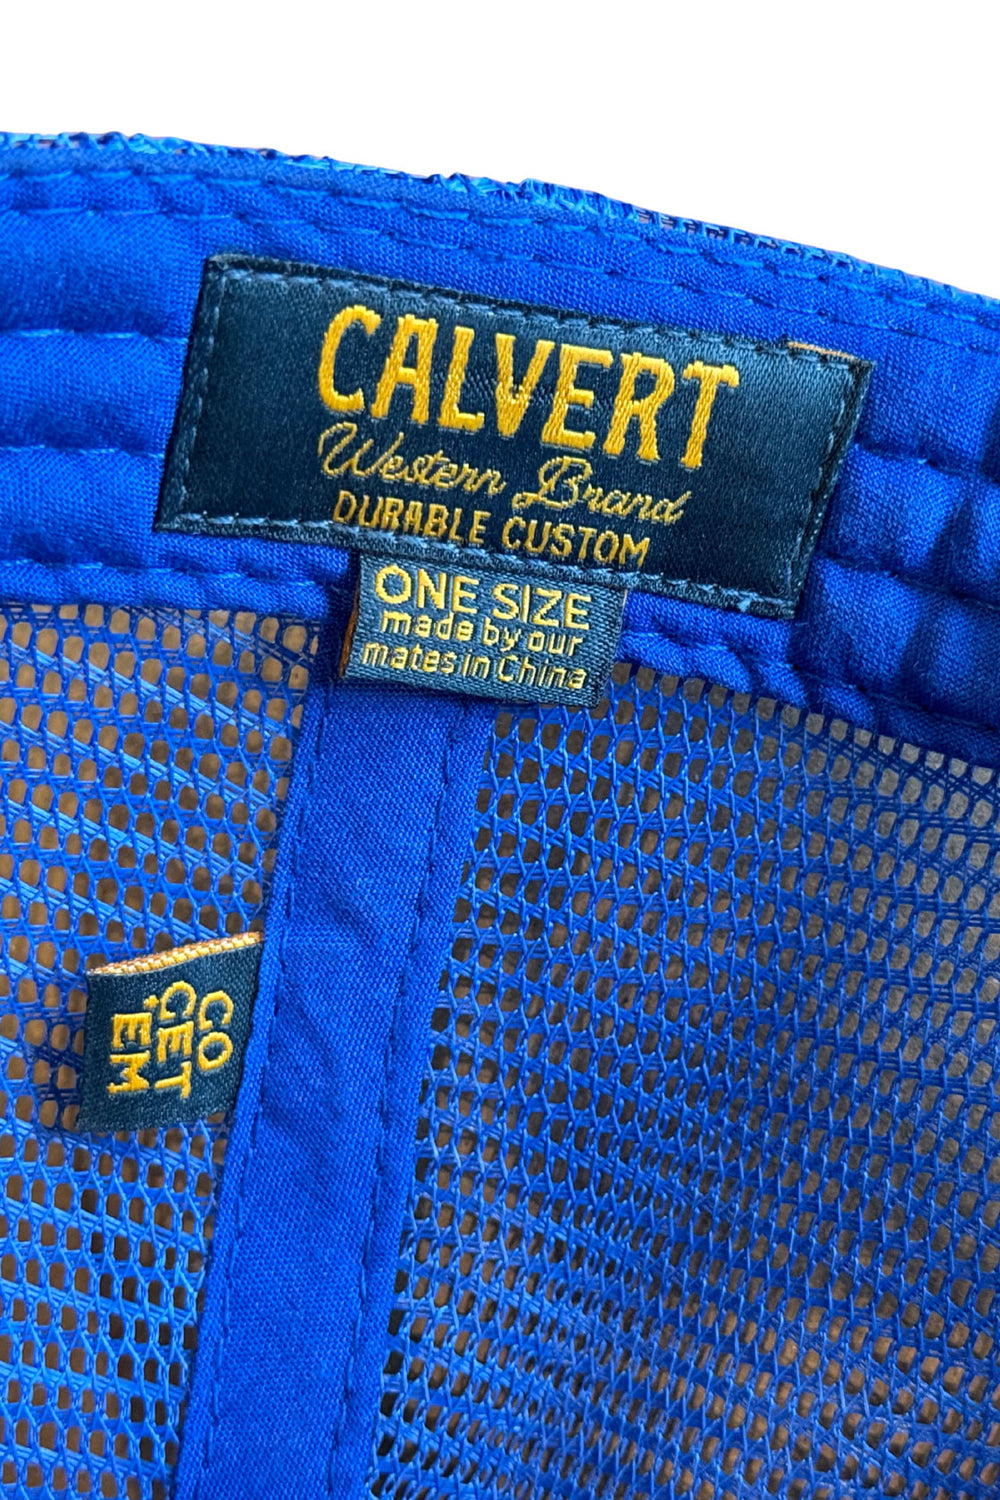 CALVERT
Western Brand
DURABLE CUSTOM
ONE SIZE
made by our
mates in China
GO
GET
'EM